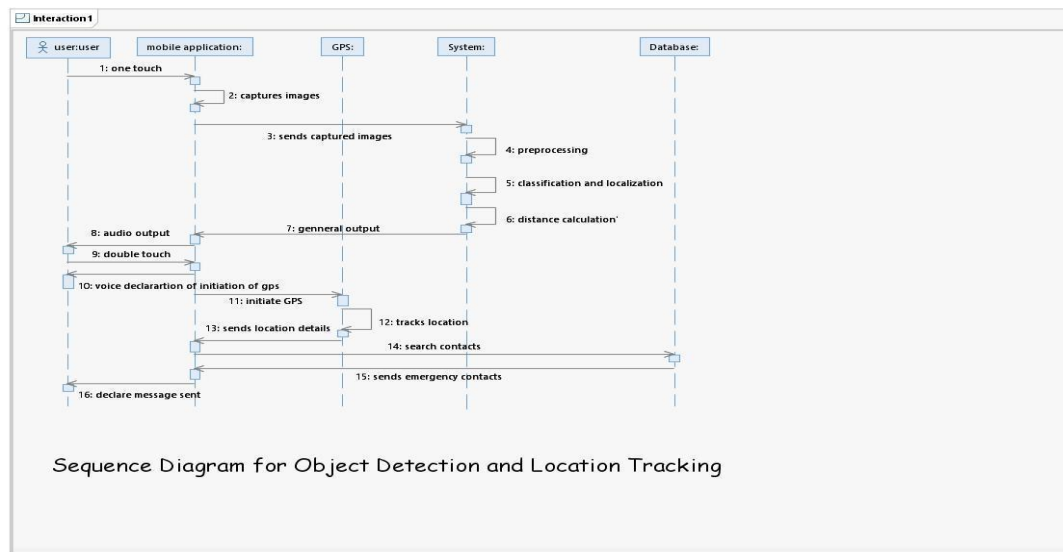 Interaction1
user:user
mobile application:
GPS:
System:
Database:
1: one touch
2: captures images
3: sends captured images
4: preprocessing
5: classification and localization
6: distance calculation`
7: genneral output
8: audio output
9: double touch
10: voice declarartion of initiation of gps
11: initiate GPS
12: tracks location
13: sends location details
14: search contacts
15: sends emergency contacts
16: declare message sent
Sequence Diagram for Object Detection and Location Tracking